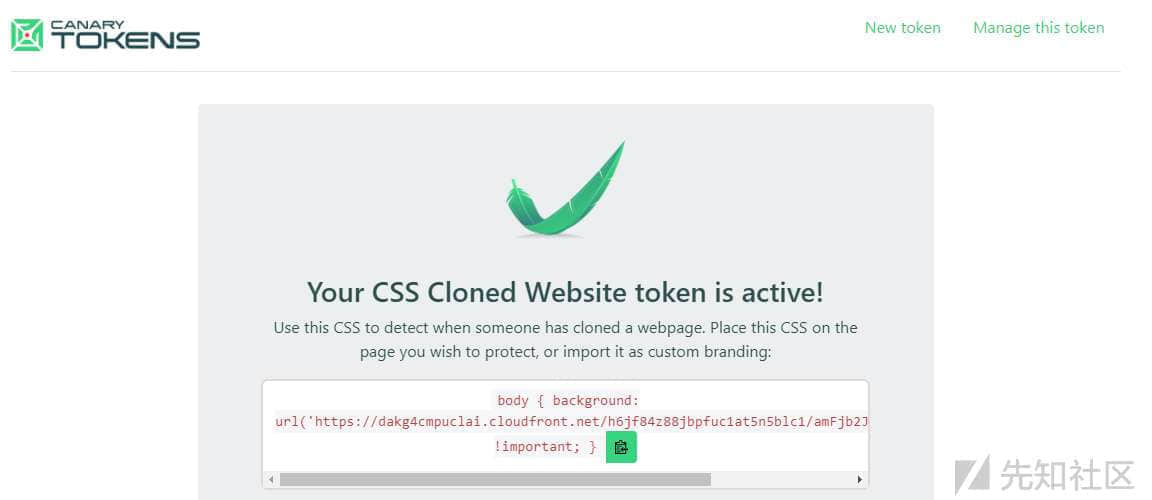 CANARY
TOKENS
New token
Manage this token
Your CSS Cloned Website token is active!
Use this CSS to detect when someone has cloned a webpage. Place this CSS on the
page you wish to protect, or import it as custom branding:
body { background:
url('https://dakg4cmpuclai.cloudfront.net/h6jf84z88jbpfuc1at5n5blc1/amFjb2J
!important; }
先知社区